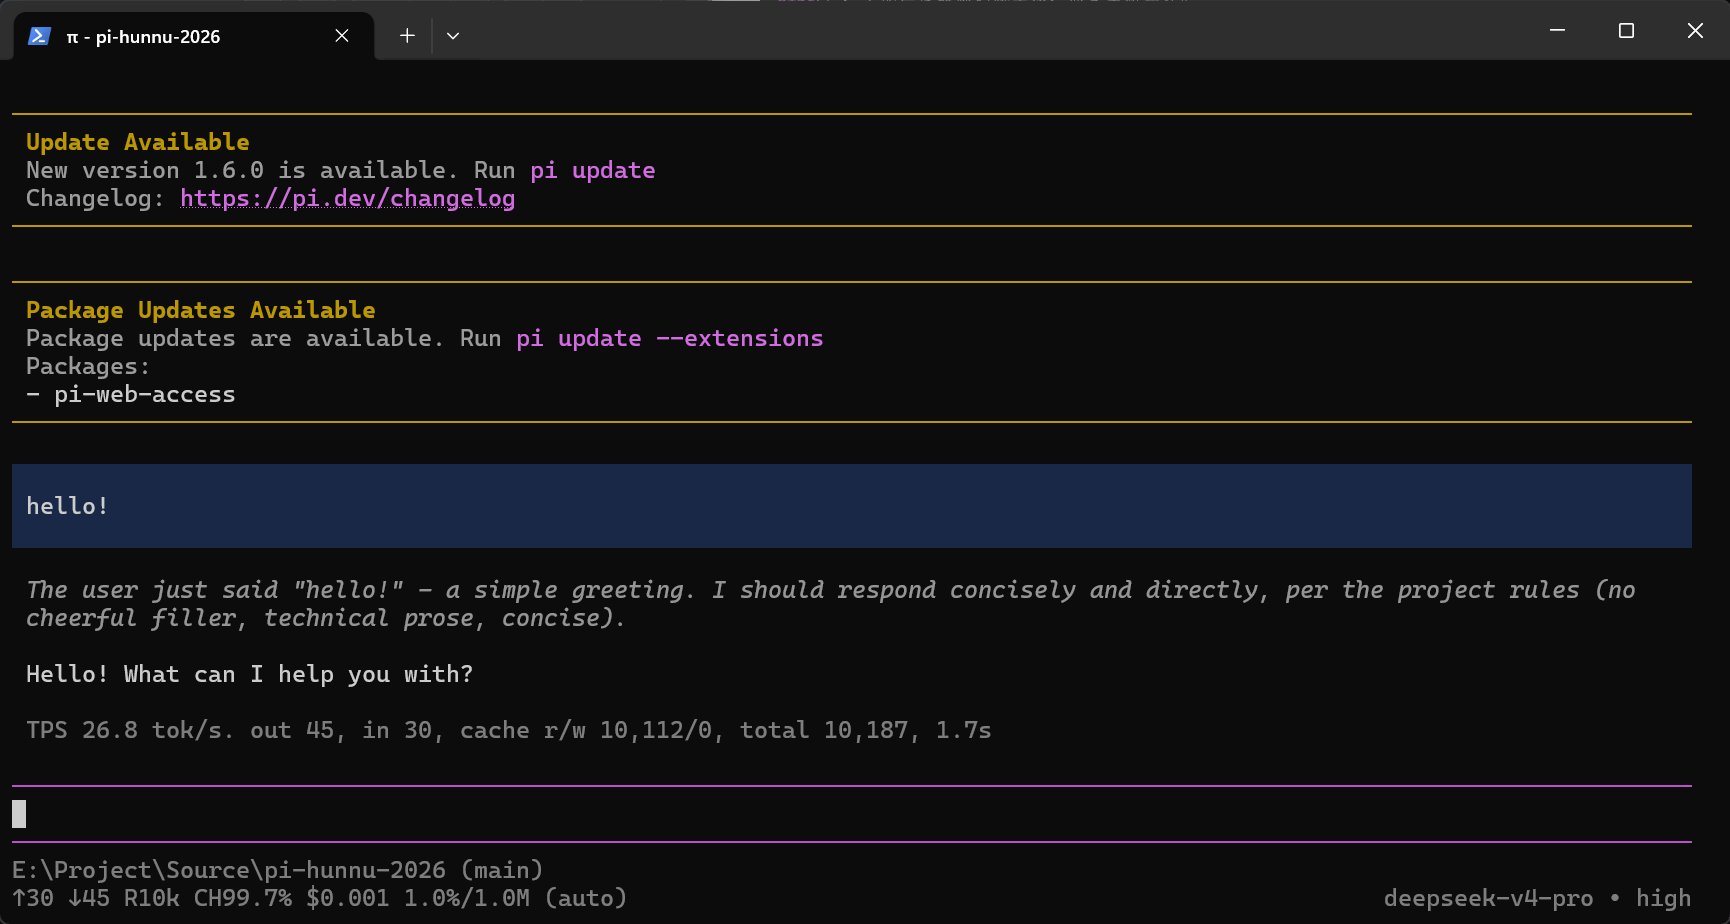 π - pi-hunnu-2026
Update Available
New version 1.6.0 is available. Run pi update
Changelog: https://pi.dev/changelog
Package Updates Available
Package updates are available. Run pi update --extensions
Packages:
- pi-web-access
hello!
The user just said "hello!" - a simple greeting. I should respond concisely and directly, per the project rules (no
cheerful filler, technical prose, concise).
Hello! What can I help you with?
TPS 26.8 tok/s. out 45, in 30, cache r/w 10,112/0, total 10,187, 1.7s
E:\Project\Source\pi-hunnu-2026 (main)
↑30 ↓45 R10k CH99.7% $0.001 1.0%/1.0M (auto) deepseek-v4-pro • high